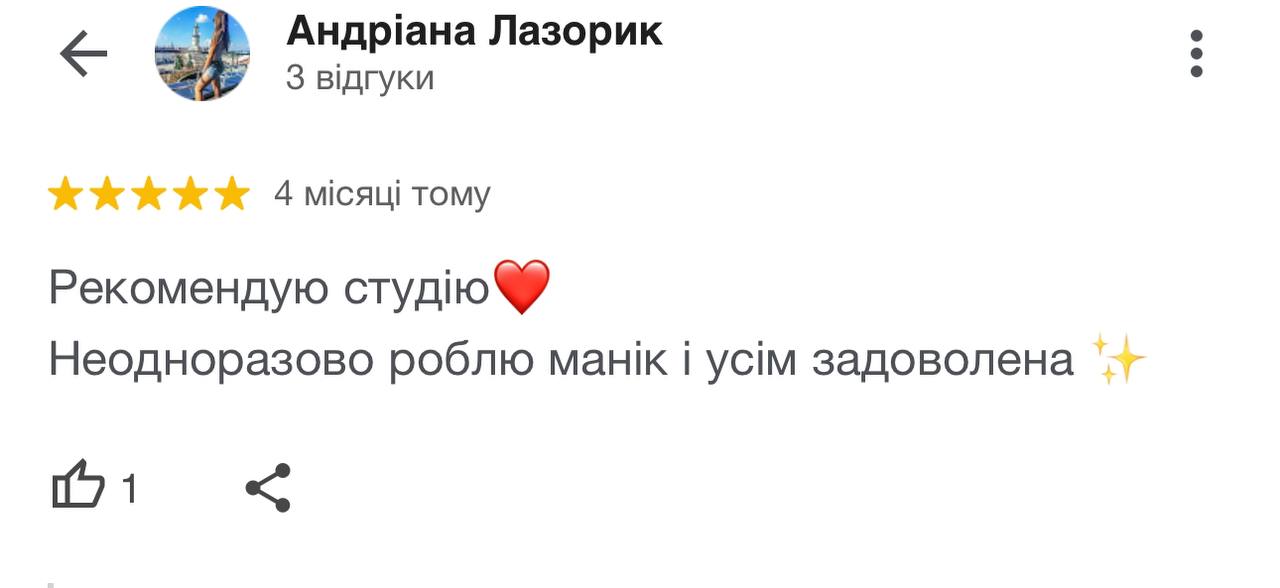 Андріана Лазорик
3 відгуки
4 місяці тому
Рекомендую студію❤️
Неодноразово роблю манік і усім задоволена ✨
1